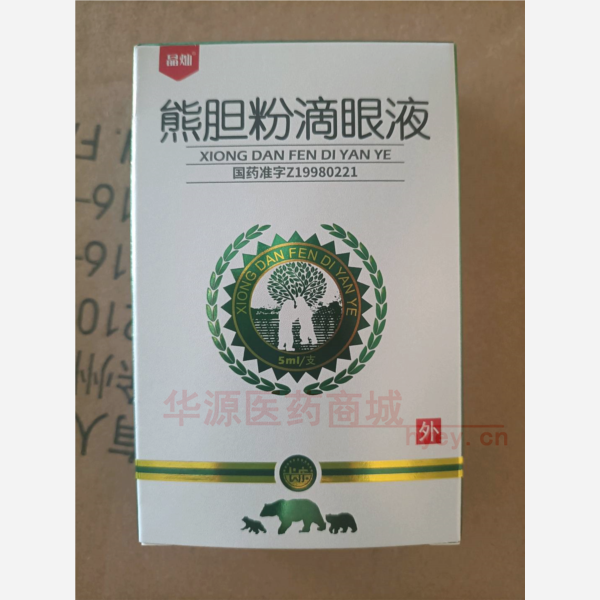 品灿
熊胆粉滴眼液
XIONG DAN FEN DI YAN YE
国药准字Z19980221
XIONG DAN FEN DI YAN YE
5ml/支
华源医药商城
hyey.cn
外